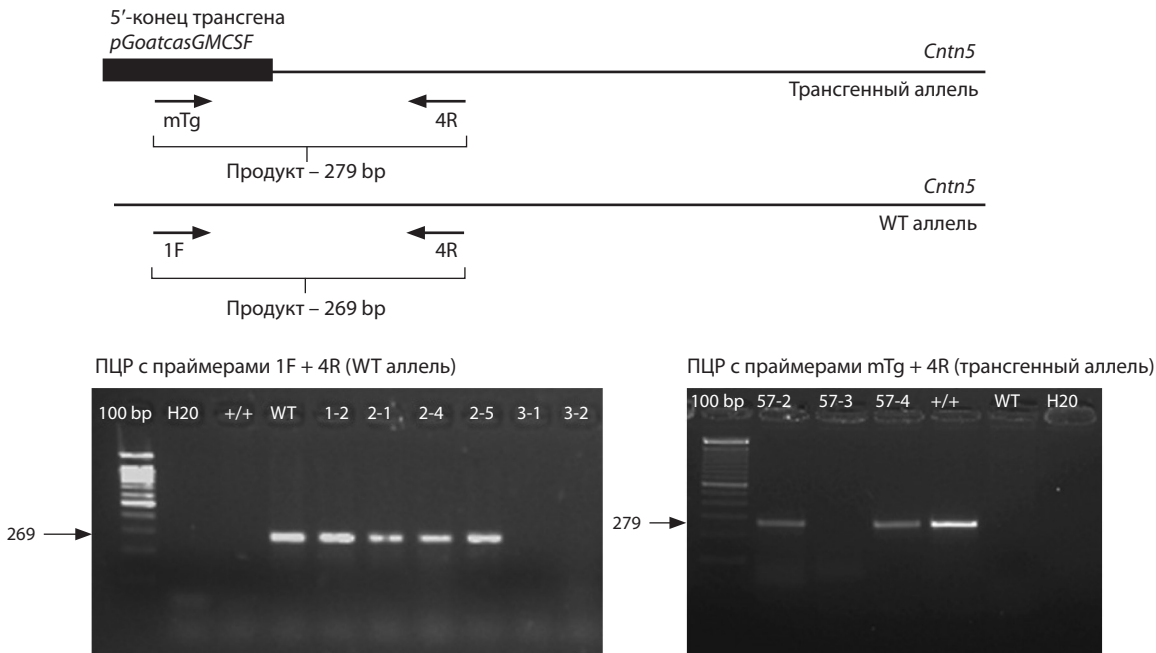 5′-конец трансгена
pGoatcasGMCSF
Cntn5
Трансгенный аллель
mTg 4R
Продукт – 279 bp
Cntn5
WT аллель
1F 4R
Продукт – 269 bp
ПЦР с праймерами 1F + 4R (WT аллель)
100 bp H20 +/+ WT 1-2 2-1 2-4 2-5 3-1 3-2
269
ПЦР с праймерами mTg + 4R (трансгенный аллель)
100 bp 57-2 57-3 57-4 +/+ WT H20
279